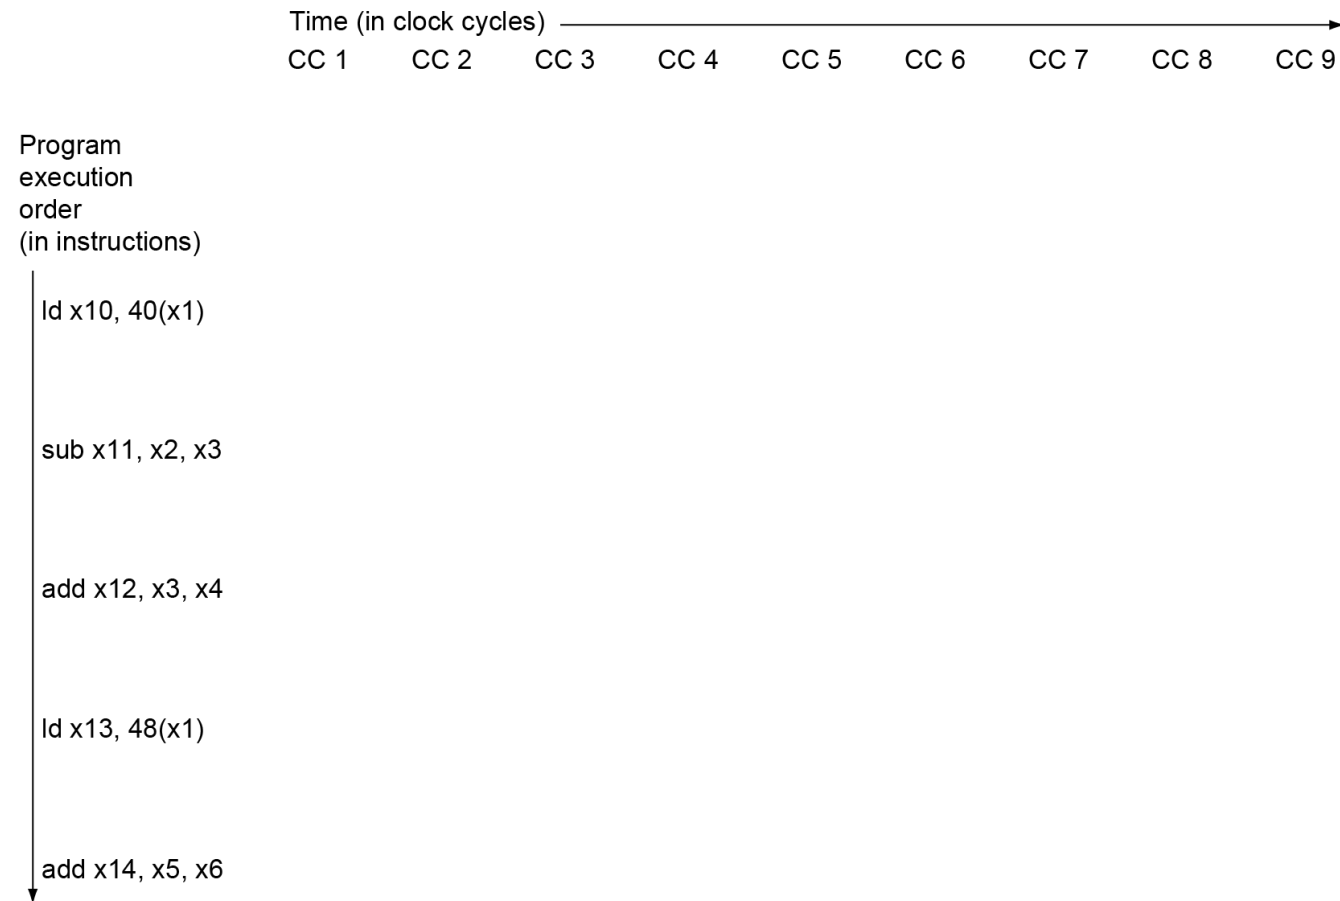 Time (in clock cycles)
CC 1 CC 2 CC 3 CC 4 CC 5 CC 6 CC 7 CC 8 CC 9
Program
execution
order
(in instructions)
ld x10, 40(x1)
sub x11, x2, x3
add x12, x3, x4
ld x13, 48(x1)
add x14, x5, x6